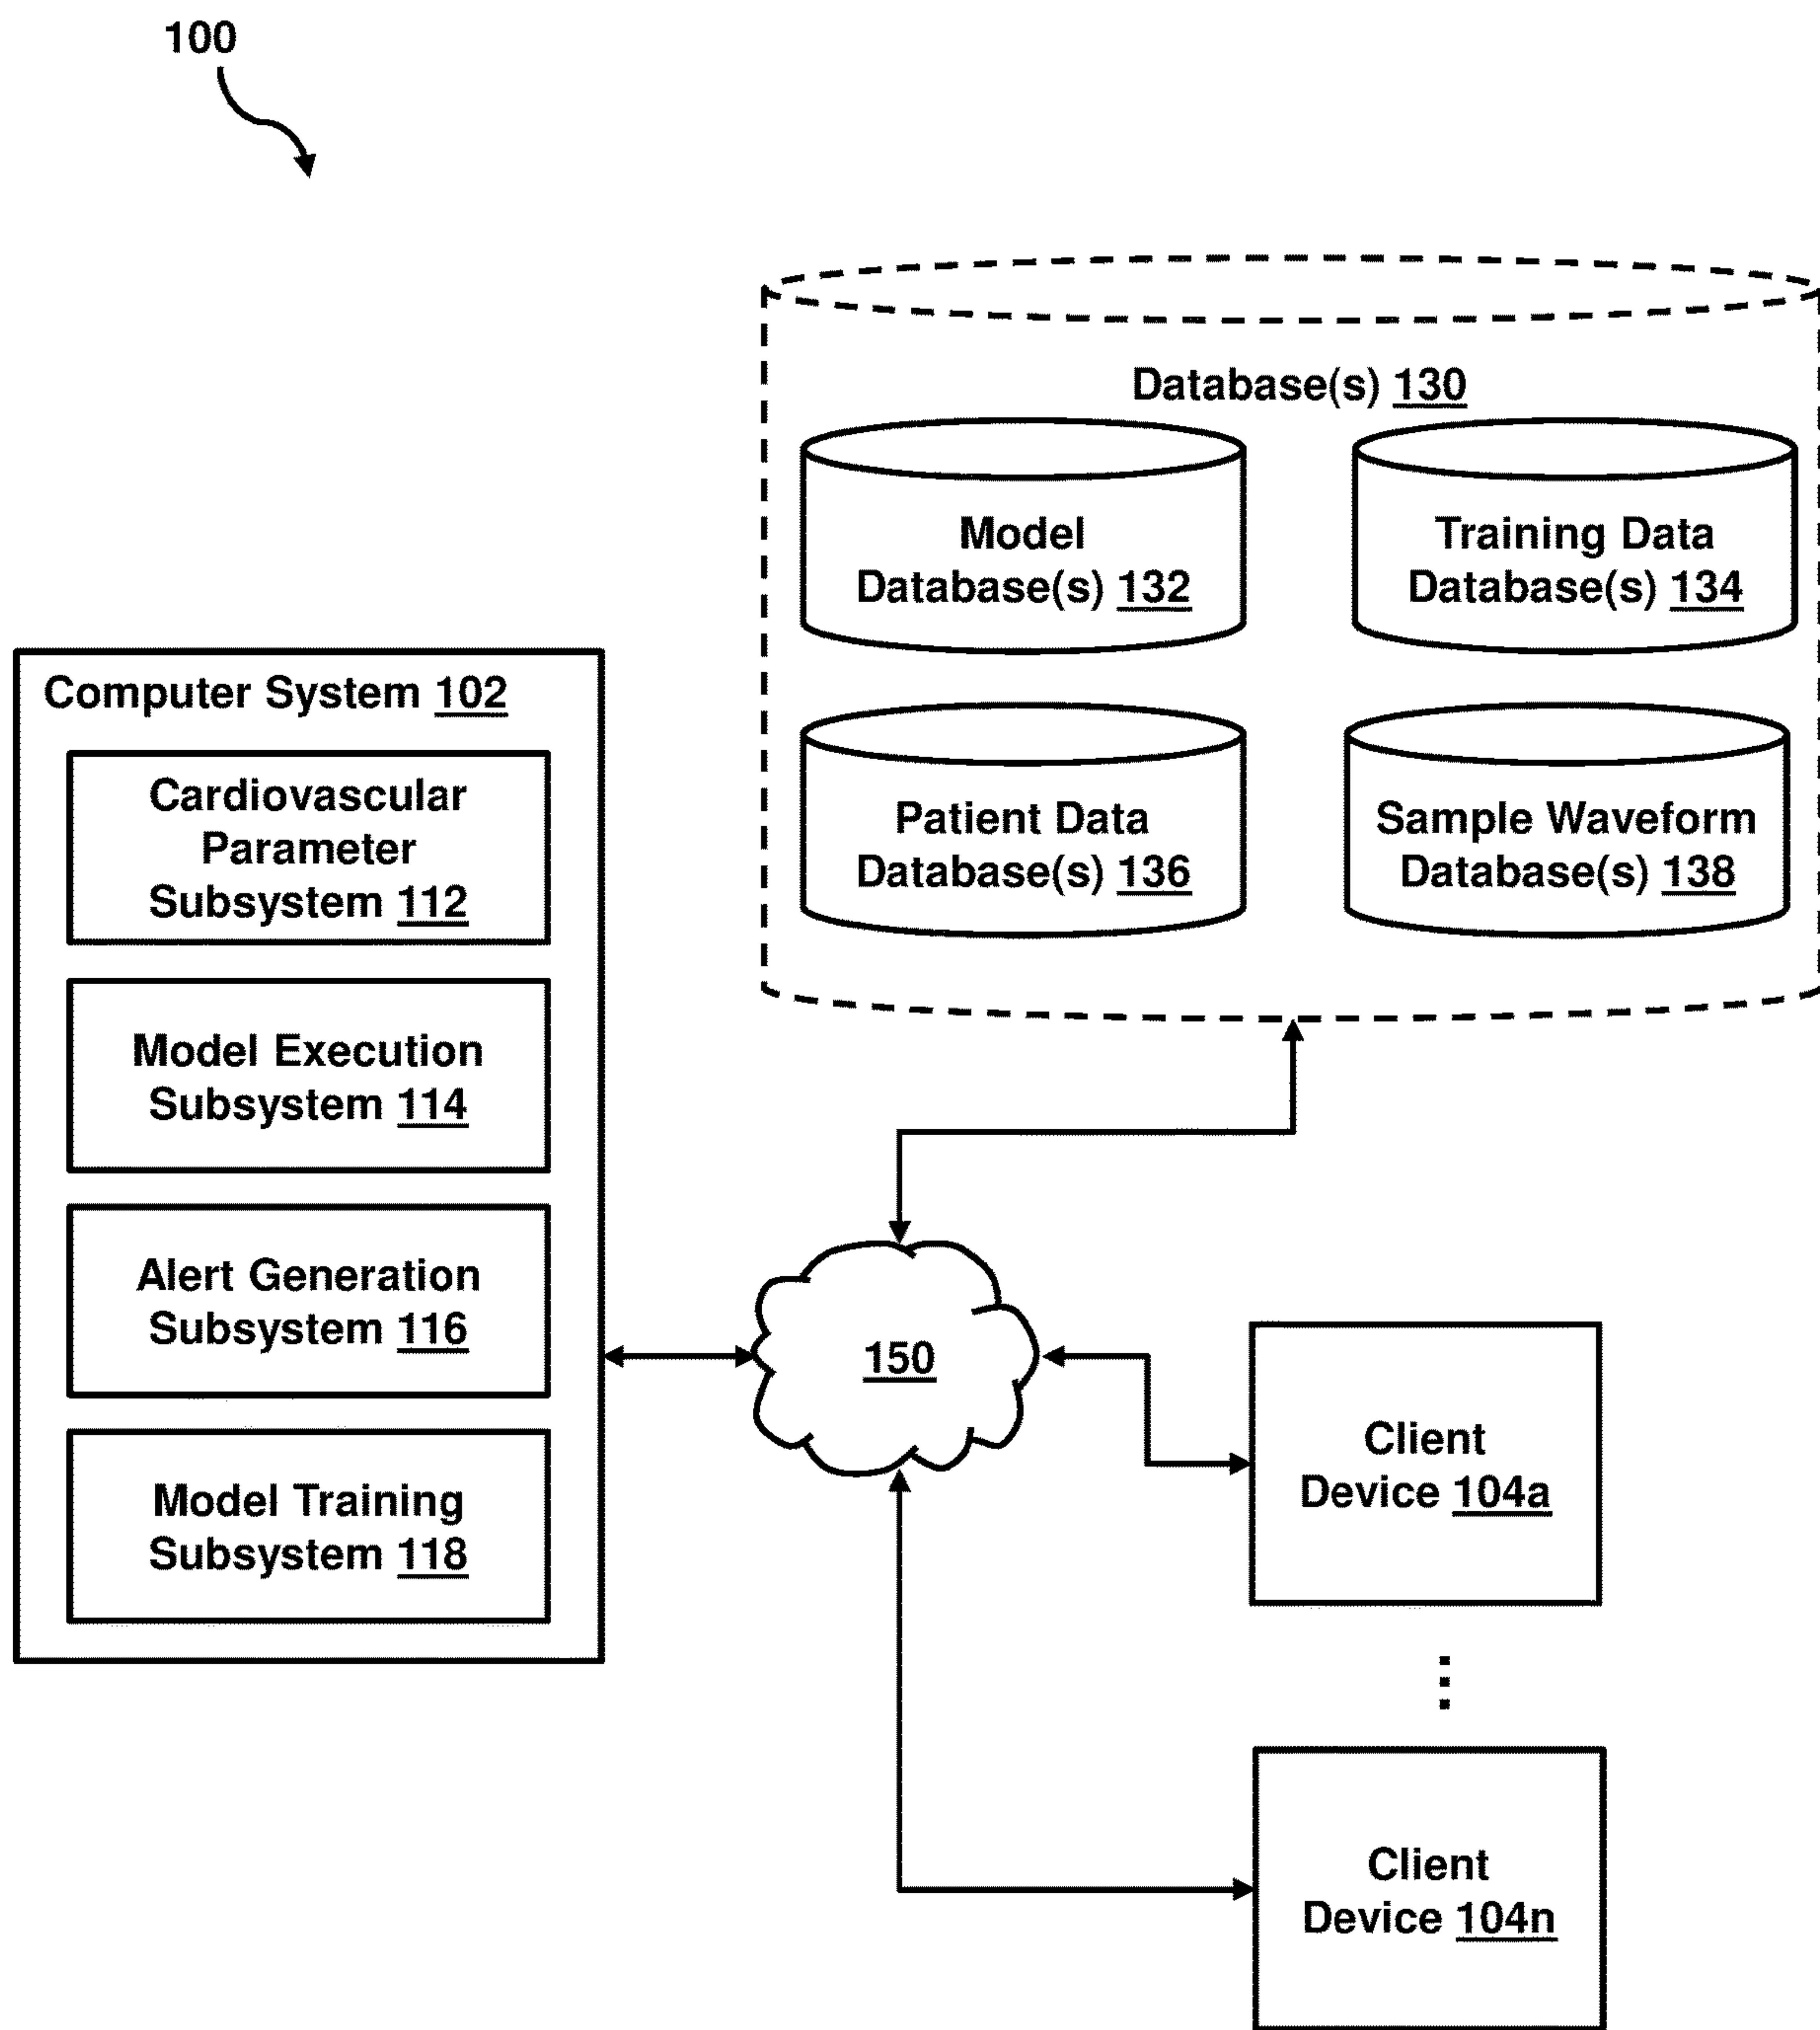 100
Database(s) 130
Model
Database(s) 132
Training Data
Database(s) 134
Patient Data
Database(s) 136
Sample Waveform
Database(s) 138
Computer System 102
Cardiovascular
Parameter
Subsystem 112
Model Execution
Subsystem 114
Alert Generation
Subsystem 116
Model Training
Subsystem 118
150
Client
Device 104a
Client
Device 104n